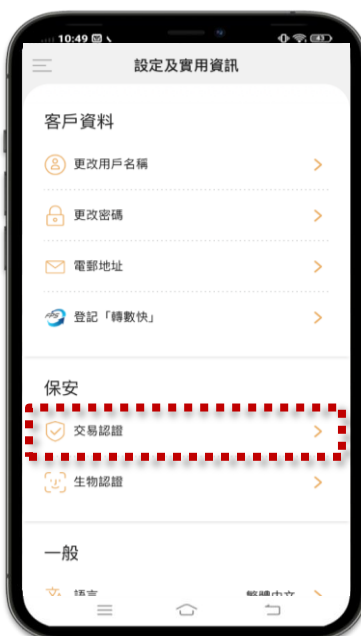 10:49
設定及實用資訊
客戶資料
更改用戶名稱
更改密碼
電郵地址
登記「轉數快」
保安
交易認證
生物認證
一般
語言 繁體中文